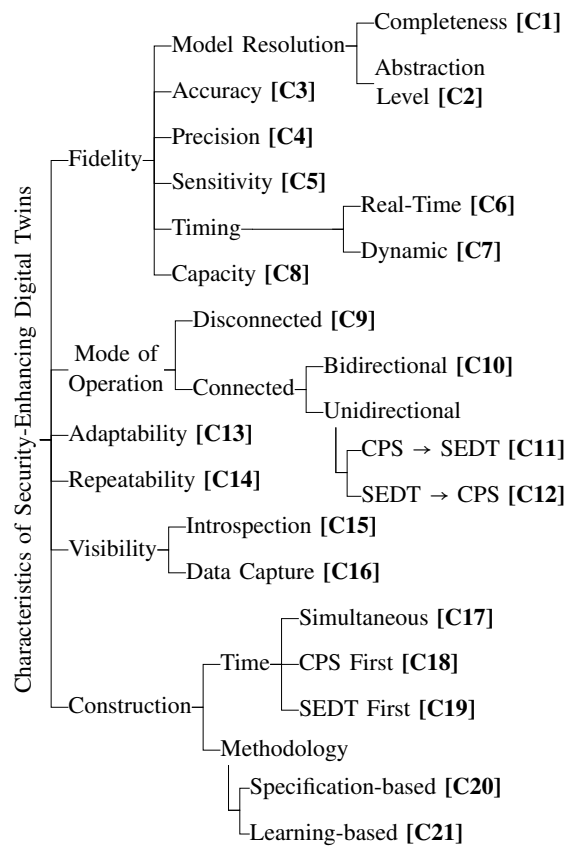 Characteristics of Security-Enhancing Digital Twins
Fidelity
Model Resolution
Completeness [C1]
Abstraction
Level [C2]
Accuracy [C3]
Precision [C4]
Sensitivity [C5]
Timing
Real-Time [C6]
Dynamic [C7]
Capacity [C8]
Mode of
Operation
Disconnected [C9]
Connected
Bidirectional [C10]
Unidirectional
CPS → SEDT [C11]
SEDT → CPS [C12]
Adaptability [C13]
Repeatability [C14]
Visibility
Introspection [C15]
Data Capture [C16]
Construction
Time
Simultaneous [C17]
CPS First [C18]
SEDT First [C19]
Methodology
Specification-based [C20]
Learning-based [C21]